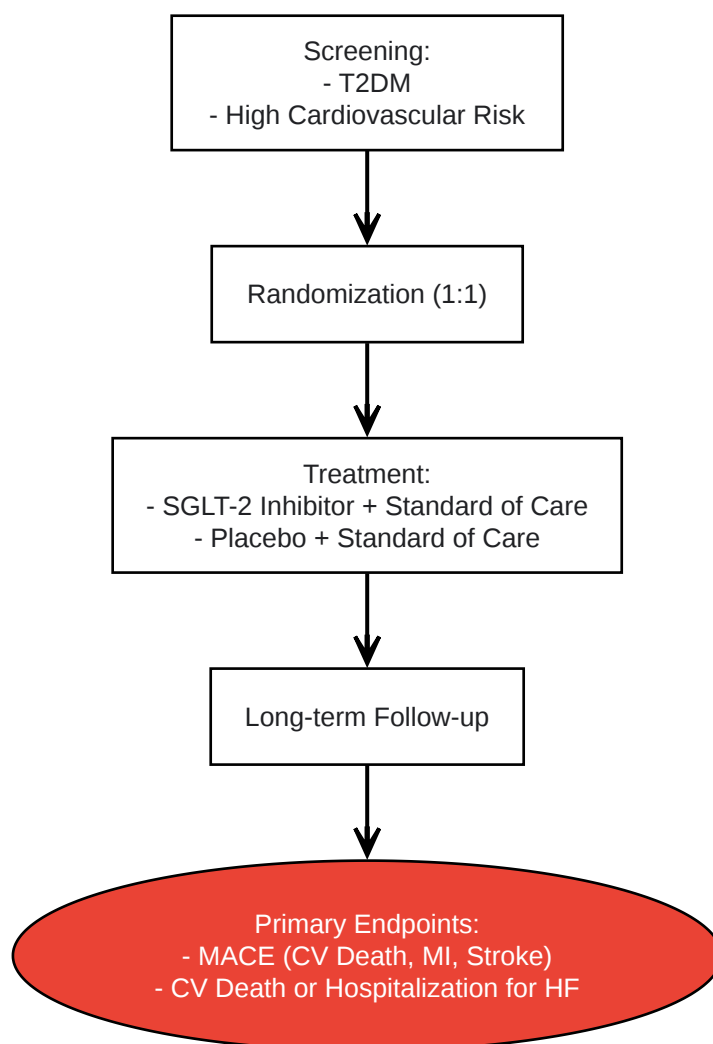 Screening:
- T2DM
- High Cardiovascular Risk
Randomization (1:1)
Treatment:
- SGLT-2 Inhibitor + Standard of Care
- Placebo + Standard of Care
Long-term Follow-up
Primary Endpoints:
- MACE (CV Death, MI, Stroke)
- CV Death or Hospitalization for HF